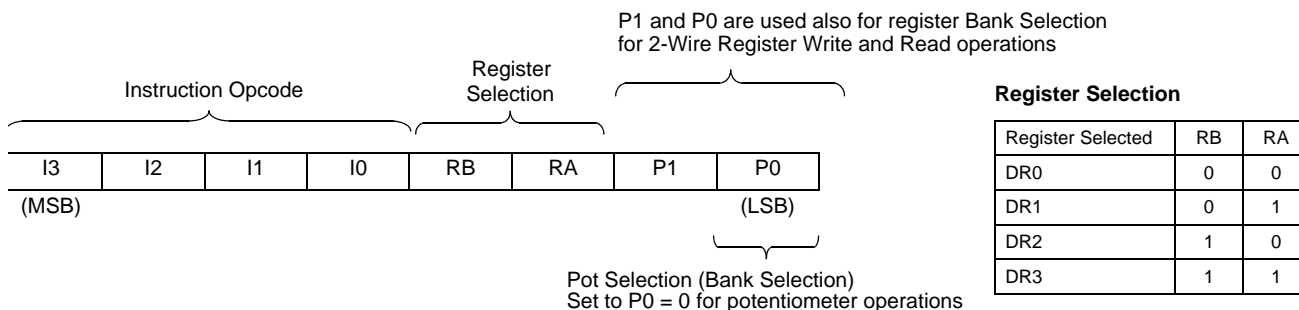 P1 and P0 are used also for register Bank Selection
for 2-Wire Register Write and Read operations
Register
Selection
Instruction Opcode
I3 I2 I1 I0 RB RA P1 P0
(MSB) (LSB)
Pot Selection (Bank Selection)
Set to P0 = 0 for potentiometer operations
Register Selection
Register Selected RB RA
DR0 0 0
DR1 0 1
DR2 1 0
DR3 1 1